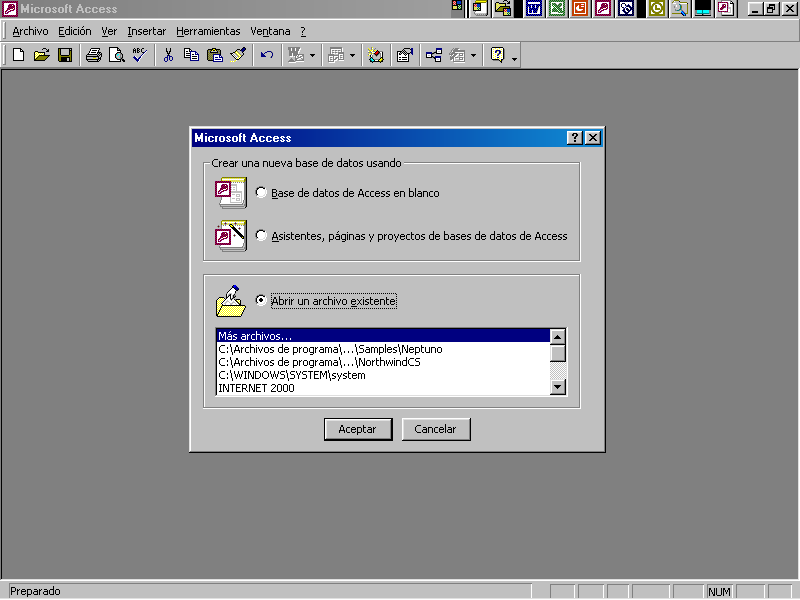 Microsoft Access
Archivo Edición Ver Insertar Herramientas Ventana ?
Microsoft Access
Crear una nueva base de datos usando
Base de datos de Access en blanco
Asistentes, páginas y proyectos de bases de datos de Access
Abrir un archivo existente
Más archivos...
C:\Archivos de programa\...\Samples\Neptuno
C:\Archivos de programa\...\NorthwindCS
C:\WINDOWS\SYSTEM\system
INTERNET 2000
Aceptar Cancelar
Preparado NUM